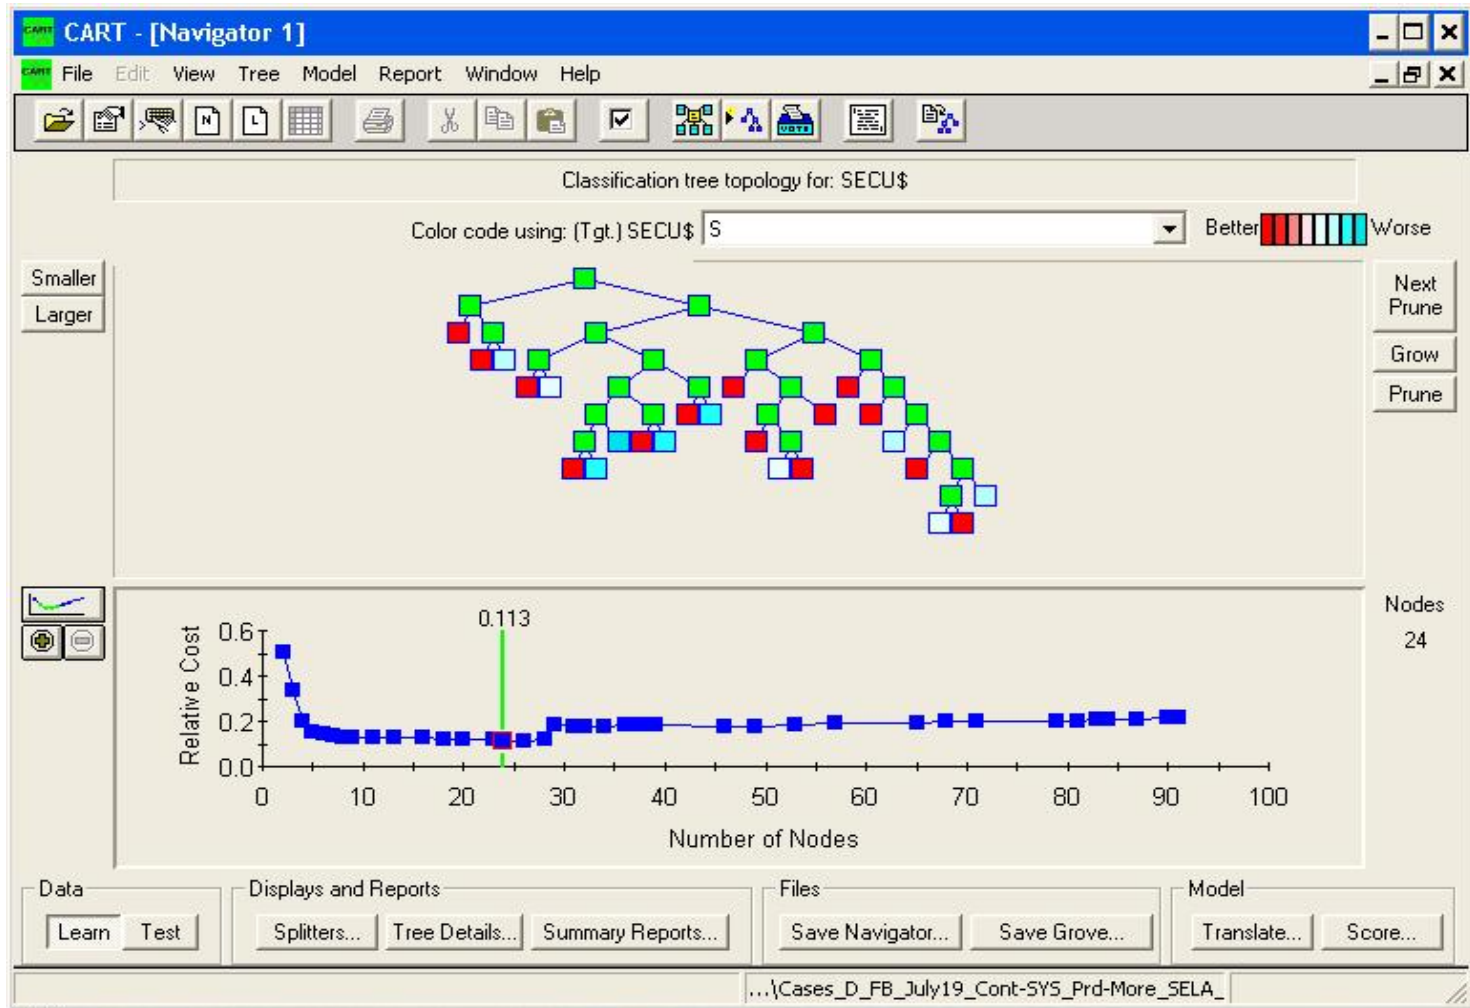 CART - [Navigator 1]
File Edit View Tree Model Report Window Help
Classification tree topology for: SECU$
Color code using: (Tgt.) SECU$ S Better Worse
Smaller
Larger
Next
Prune
Grow
Prune
0.113
Relative Cost
0.6
0.4
0.2
0.0
0 10 20 30 40 50 60 70 80 90 100
Number of Nodes
Nodes
24
Data Displays and Reports Files Model
Learn Test Splitters... Tree Details... Summary Reports... Save Navigator... Save Grove... Translate... Score...
...\Cases_D_FB_July19_Cont-SYS_Prd-More_SELA_